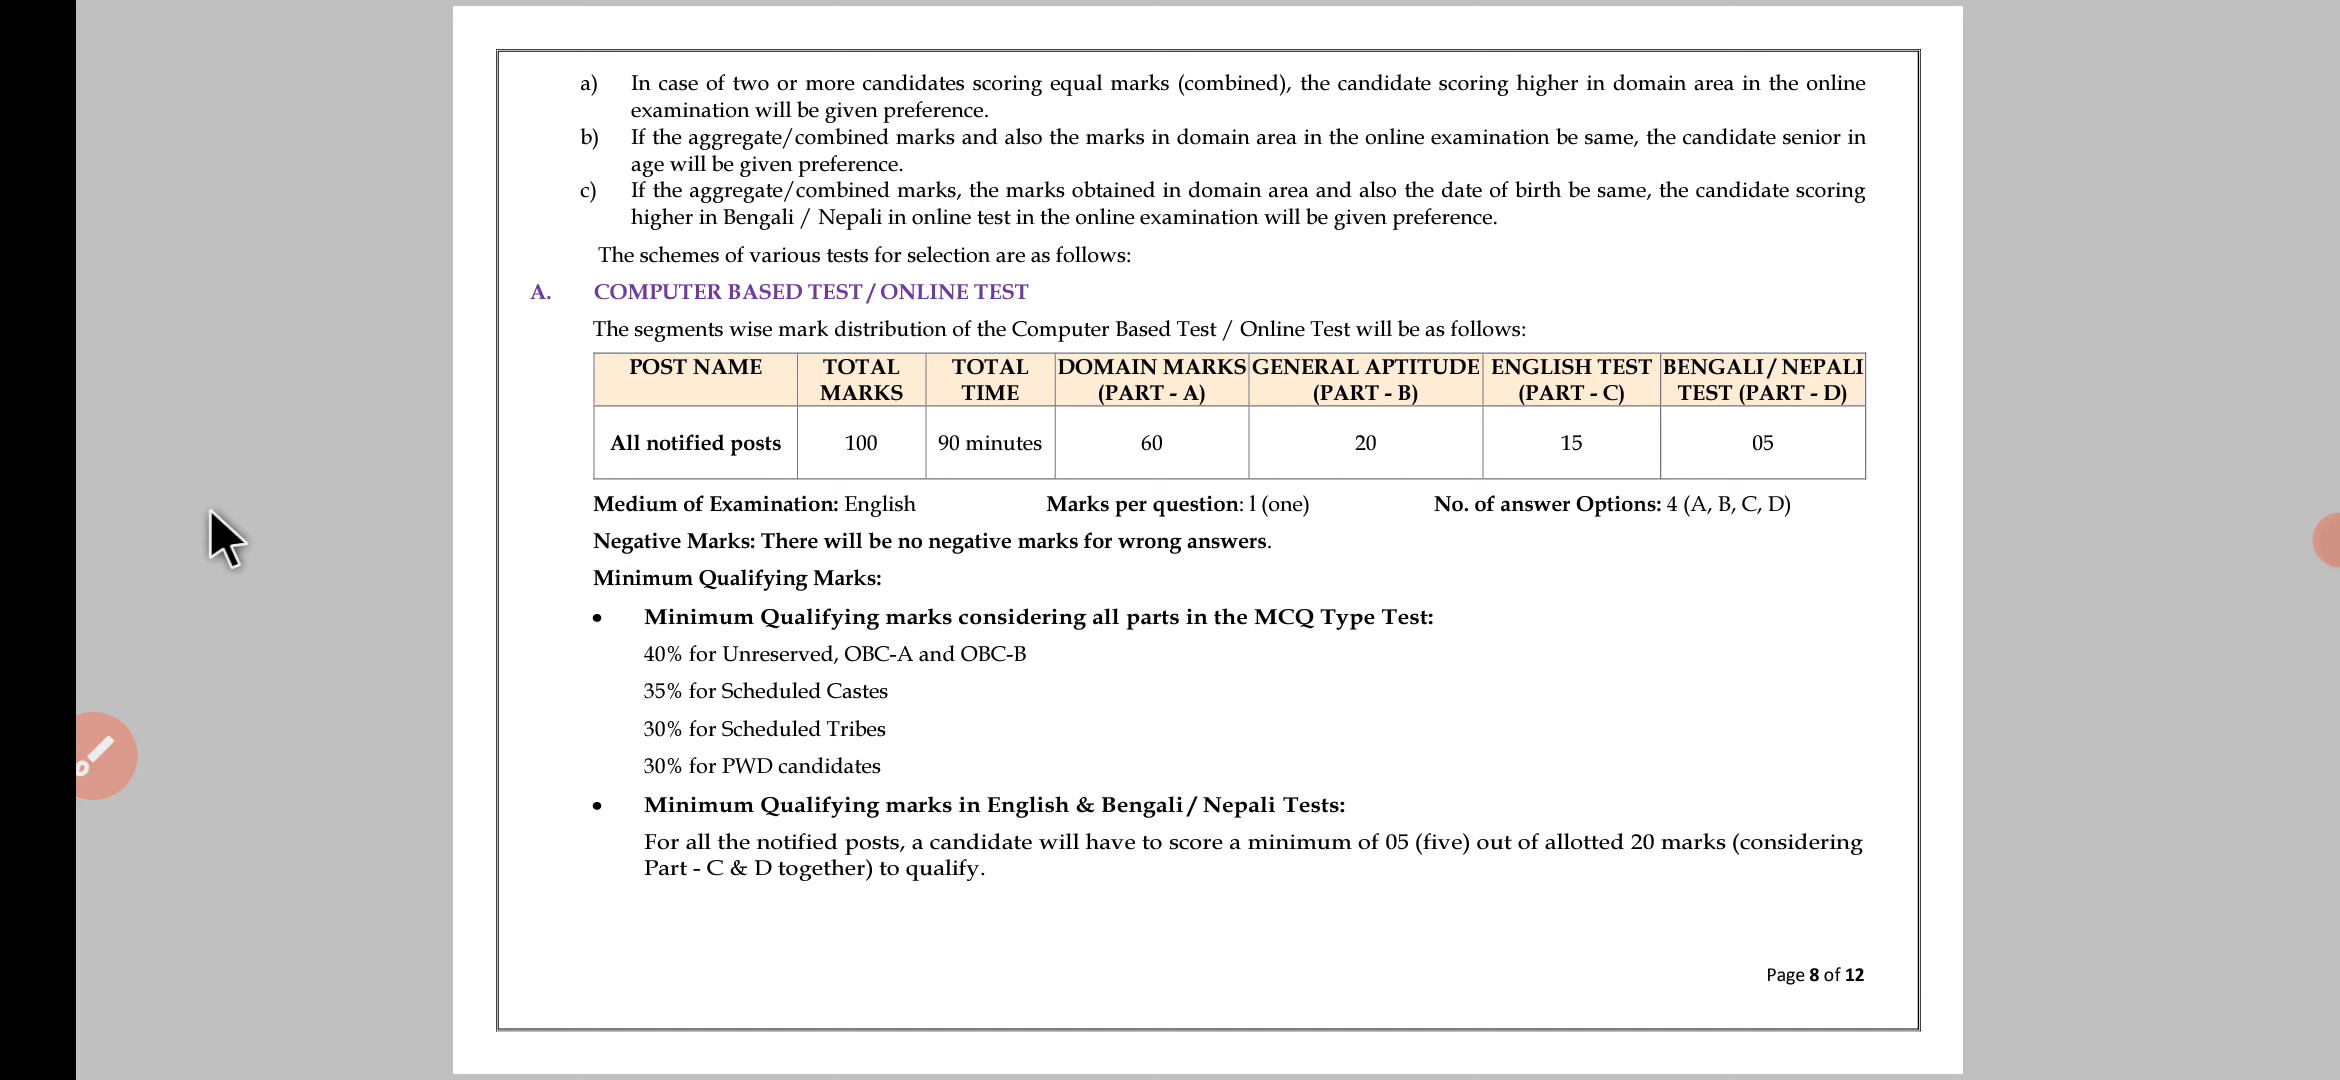 a) In case of two or more candidates scoring equal marks (combined), the candidate scoring higher in domain area in the online
examination will be given preference.
b) If the aggregate/combined marks and also the marks in domain area in the online examination be same, the candidate senior in
age will be given preference.
c) If the aggregate/combined marks, the marks obtained in domain area and also the date of birth be same, the candidate scoring
higher in Bengali / Nepali in online test in the online examination will be given preference.
The schemes of various tests for selection are as follows:
A. COMPUTER BASED TEST / ONLINE TEST
The segments wise mark distribution of the Computer Based Test / Online Test will be as follows:
POST NAME TOTAL TOTAL DOMAIN MARKS GENERAL APTITUDE ENGLISH TEST BENGALI / NEPALI
MARKS TIME (PART - A) (PART - B) (PART - C) TEST (PART - D)
All notified posts 100 90 minutes 60 20 15 05
Medium of Examination: English Marks per question: l (one) No. of answer Options: 4 (A, B, C, D)
Negative Marks: There will be no negative marks for wrong answers.
Minimum Qualifying Marks:
• Minimum Qualifying marks considering all parts in the MCQ Type Test:
40% for Unreserved, OBC-A and OBC-B
35% for Scheduled Castes
30% for Scheduled Tribes
30% for PWD candidates
• Minimum Qualifying marks in English & Bengali / Nepali Tests:
For all the notified posts, a candidate will have to score a minimum of 05 (five) out of allotted 20 marks (considering
Part - C & D together) to qualify.
Page 8 of 12